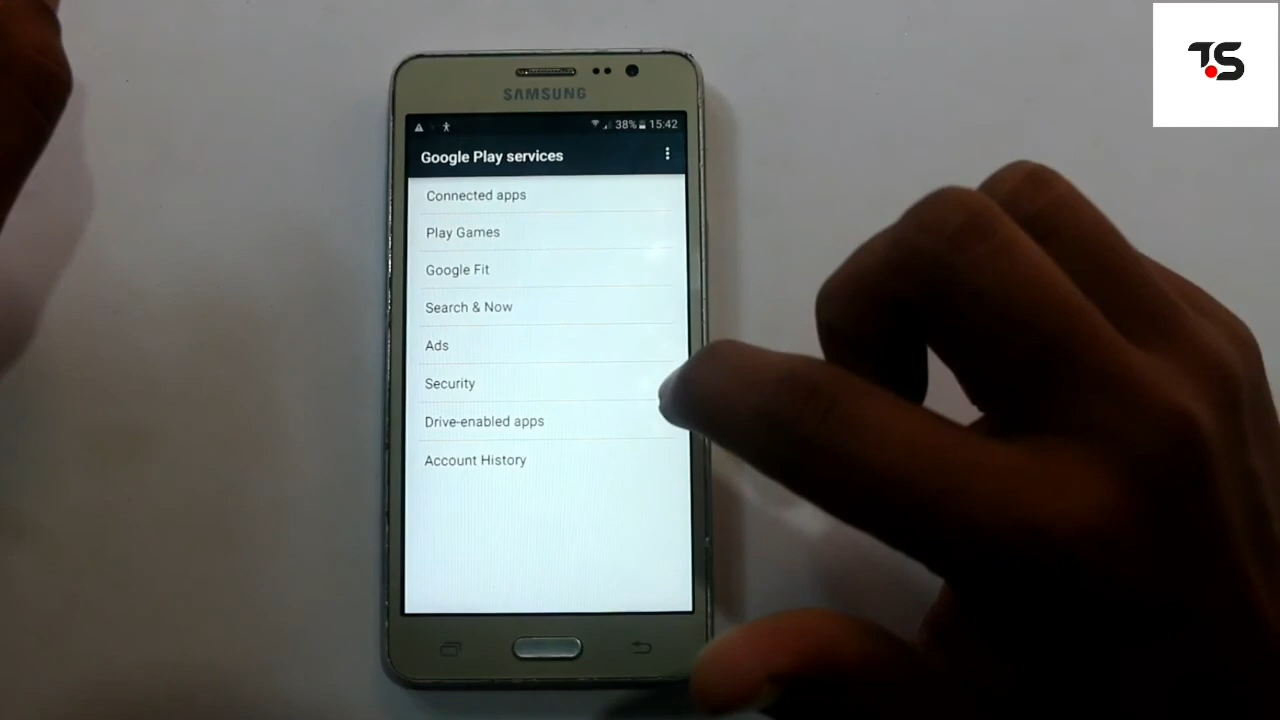 T.S
SAMSUNG
38% 15:42
Google Play services
Connected apps
Play Games
Google Fit
Search & Now
Ads
Security
Drive-enabled apps
Account History